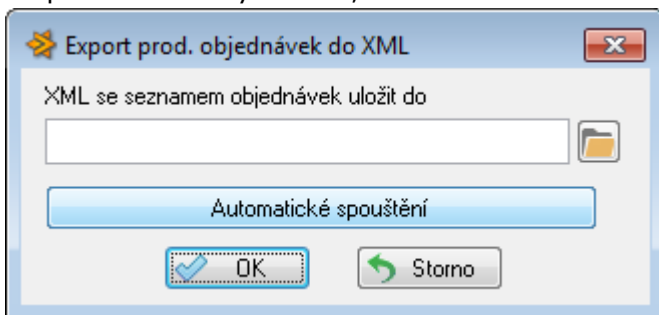 Export prod. objednávek do XML
XML se seznamem objednávek uložit do
Automatické spouštění
OK
Storno